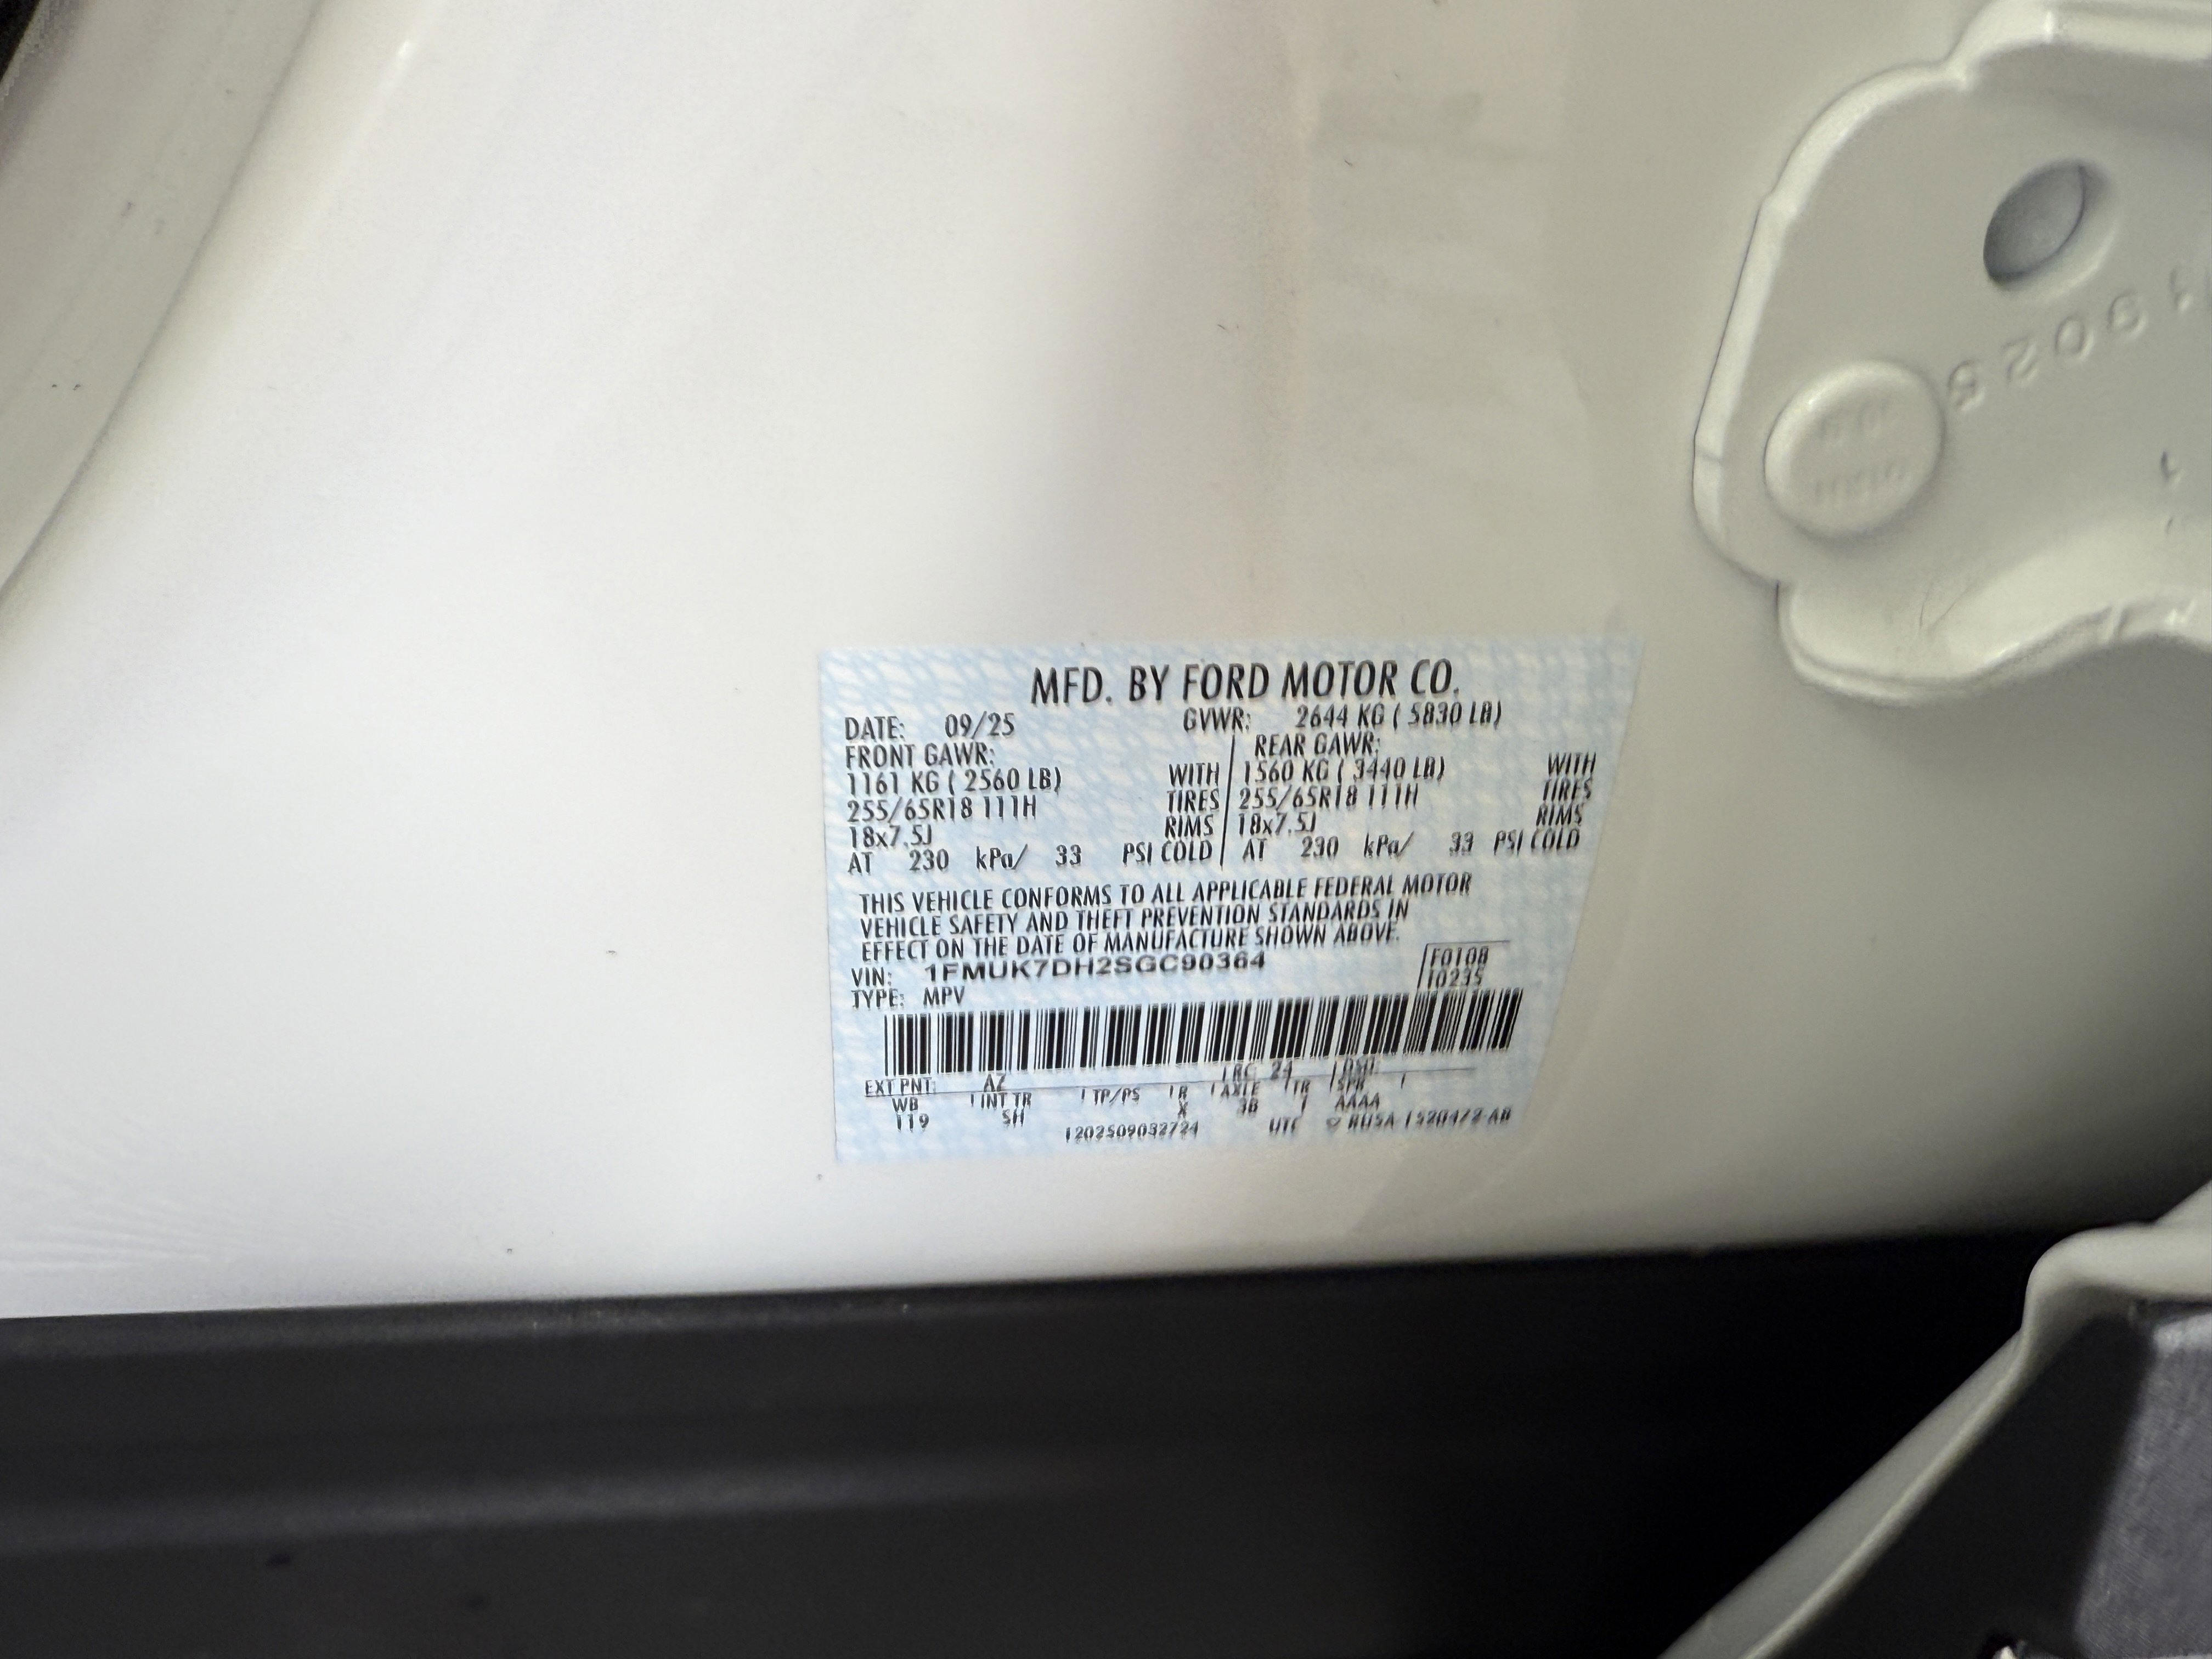 MFD. BY FORD MOTOR CO.
DATE: 09/25 GVWR: 2644 KG ( 5830 LB)
FRONT GAWR: REAR GAWR:
1161 KG ( 2560 LB) WITH 1560 KG ( 3440 LB) WITH
255/65R18 111H TIRES 255/65R18 111H TIRES
18x7.5J RIMS 18x7.5J RIMS
AT 230 kPa/ 33 PSI COLD AT 230 kPa/ 33 PSI COLD
THIS VEHICLE CONFORMS TO ALL APPLICABLE FEDERAL MOTOR
VEHICLE SAFETY AND THEFT PREVENTION STANDARDS IN
EFFECT ON THE DATE OF MANUFACTURE SHOWN ABOVE.
VIN: 1FMUK7DH2SGC90364 F0108
TYPE: MPV 10235
EXT PNT: AZ RC: 24 DSO:
WB INT TR TP/PS R AXLE TR SPR
119 SH X 3B AAAA
1202509032724 UTC